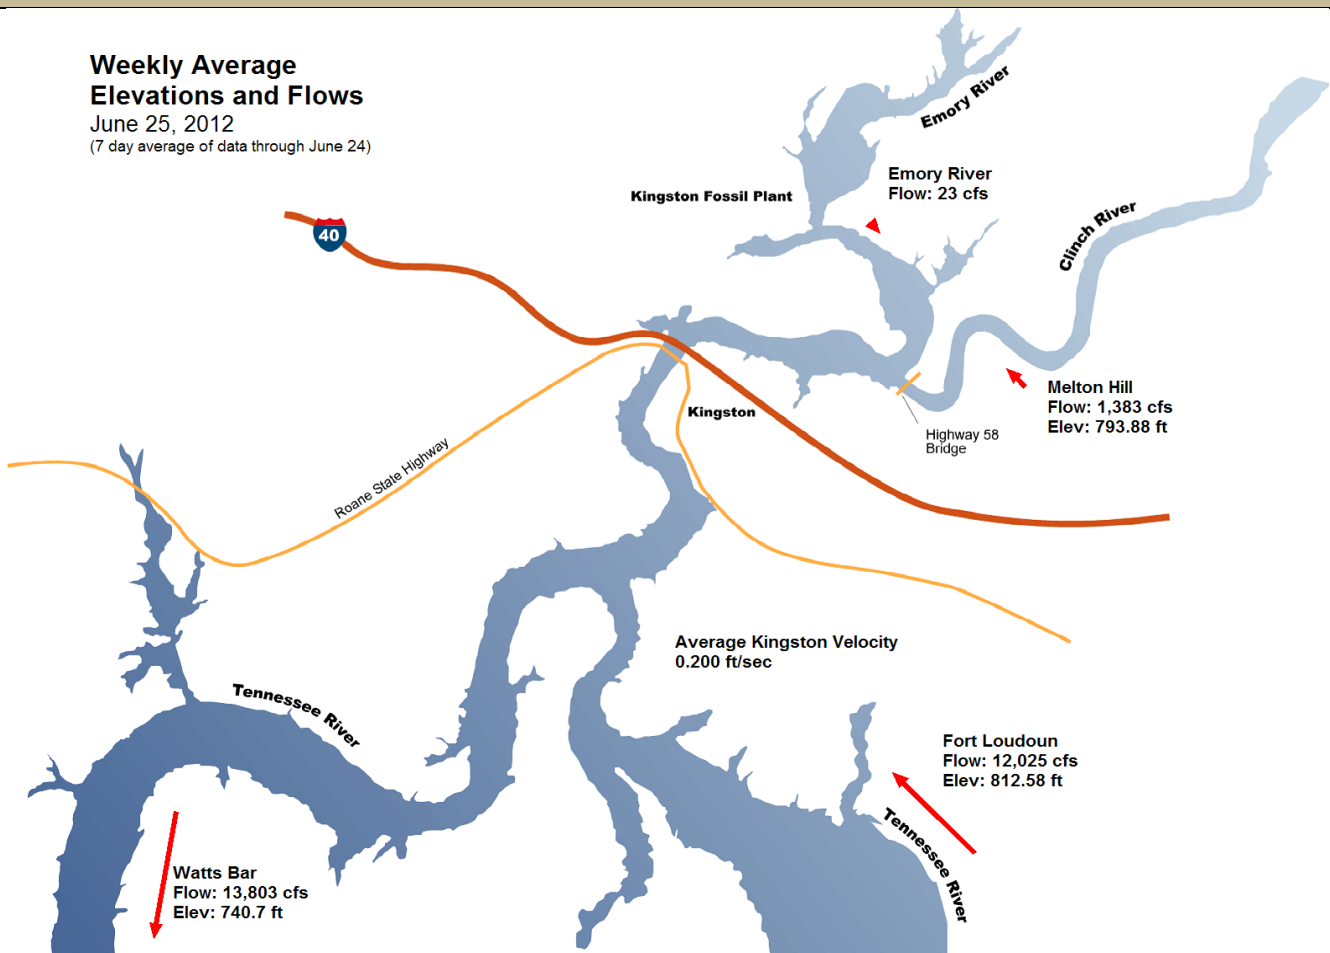 Weekly Average
Elevations and Flows
June 25, 2012
(7 day average of data through June 24)
Emory River
Emory River
Flow: 23 cfs
Kingston Fossil Plant
Clinch River
40
Melton Hill
Flow: 1,383 cfs
Elev: 793.88 ft
Kingston
Highway 58
Bridge
Roane State Highway
Average Kingston Velocity
0.200 ft/sec
Tennessee River
Fort Loudoun
Flow: 12,025 cfs
Elev: 812.58 ft
Tennessee River
Watts Bar
Flow: 13,803 cfs
Elev: 740.7 ft